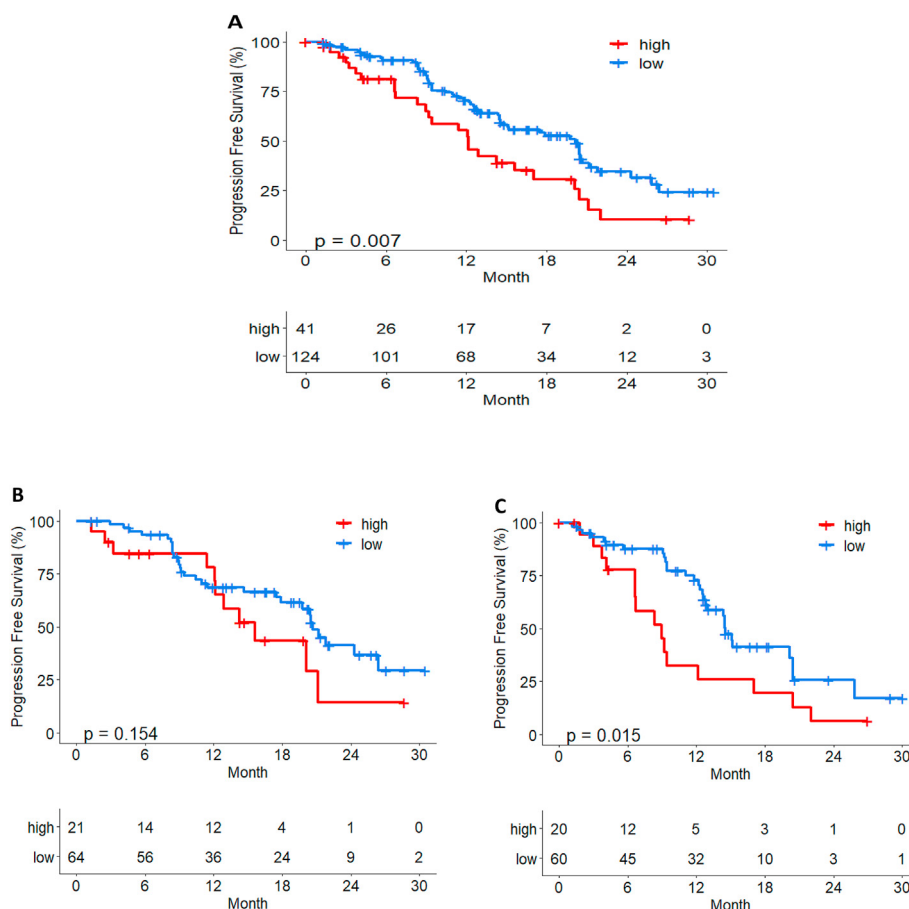 A
high
low
Progression Free Survival (%)
100
75
50
25
0
p = 0.007
0 6 12 18 24 30
Month
high 41 26 17 7 2 0
low 124 101 68 34 12 3
0 6 12 18 24 30
Month
B
high
low
Progression Free Survival (%)
100
75
50
25
0
p = 0.154
0 6 12 18 24 30
Month
high 21 14 12 4 1 0
low 64 56 36 24 9 2
0 6 12 18 24 30
Month
C
high
low
Progression Free Survival (%)
100
75
50
25
0
p = 0.015
0 6 12 18 24 30
Month
high 20 12 5 3 1 0
low 60 45 32 10 3 1
0 6 12 18 24 30
Month